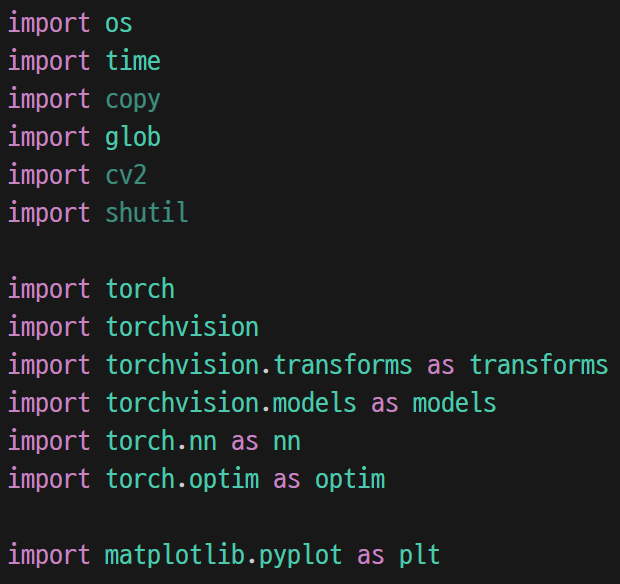 import os
import time
import copy
import glob
import cv2
import shutil
import torch
import torchvision
import torchvision.transforms as transforms
import torchvision.models as models
import torch.nn as nn
import torch.optim as optim
import matplotlib.pyplot as plt